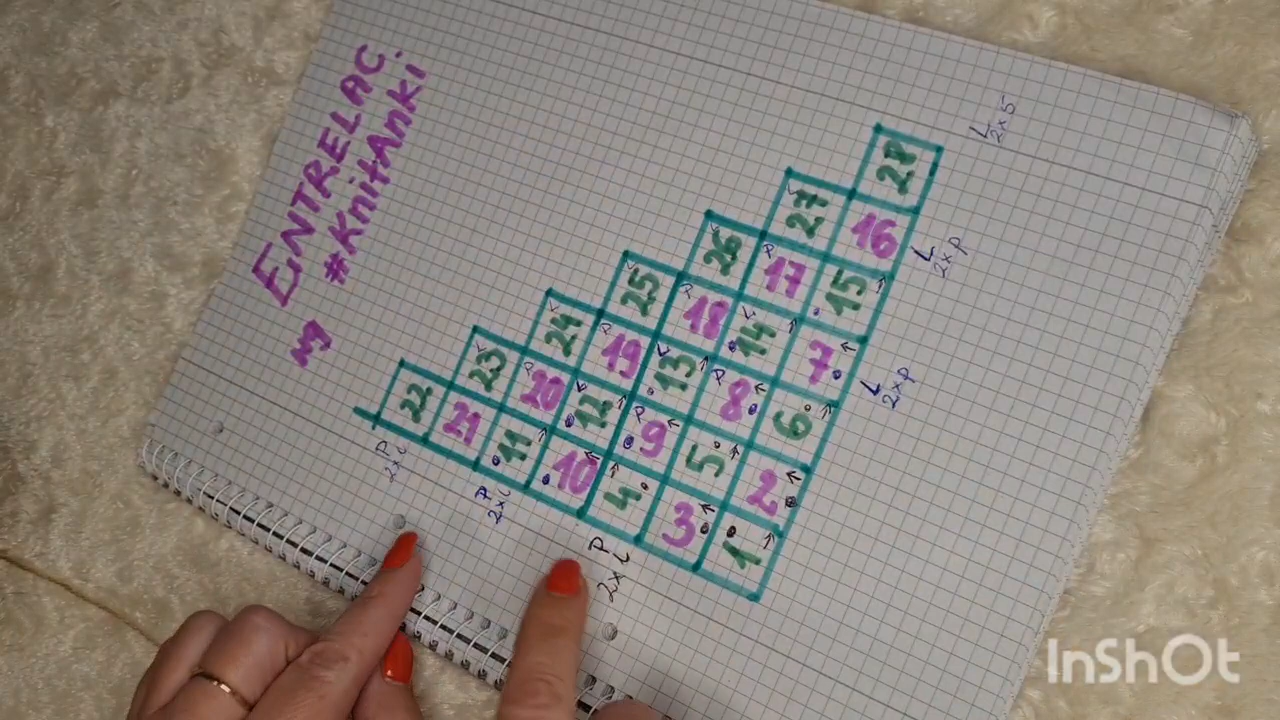 ENTRELAC
#KnitAnki
22 23 24 25 26 27 28
21 20 19 18 17 16
11 12 13 14 15
10 9 8 7
4 5 6
3 2
1
P
2xL
P
2xL
P
2xL
L
2xP
L
2xP
L
2x5
InShOt